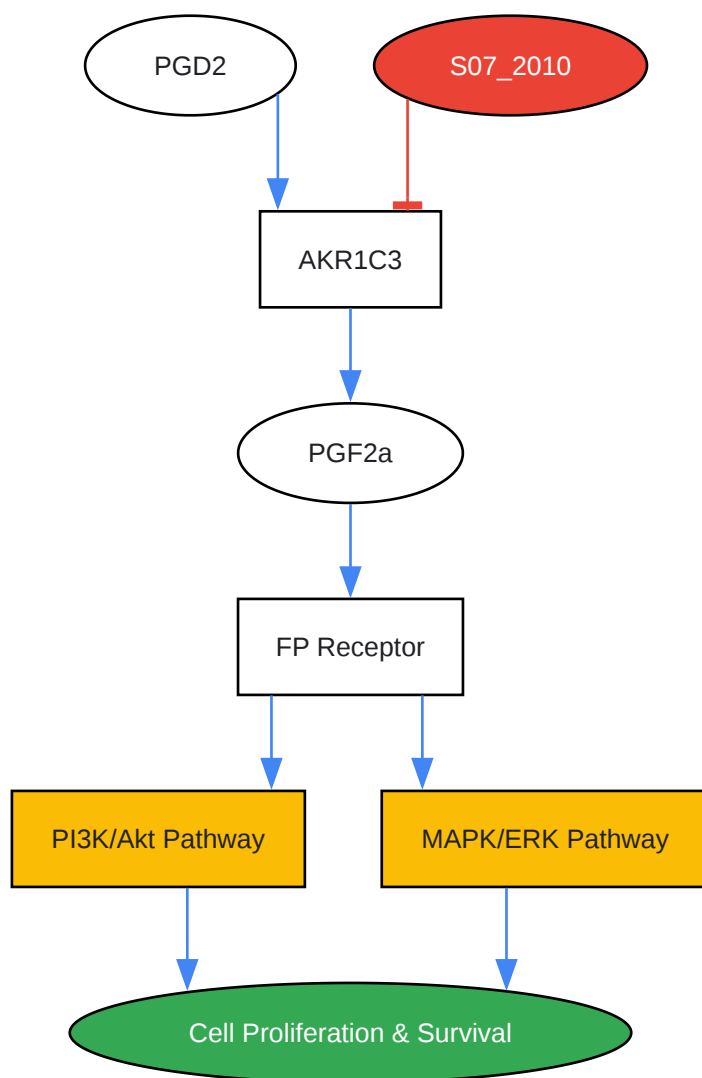 PGD2
S07_2010
AKR1C3
PGF2a
FP Receptor
PI3K/Akt Pathway
MAPK/ERK Pathway
Cell Proliferation & Survival